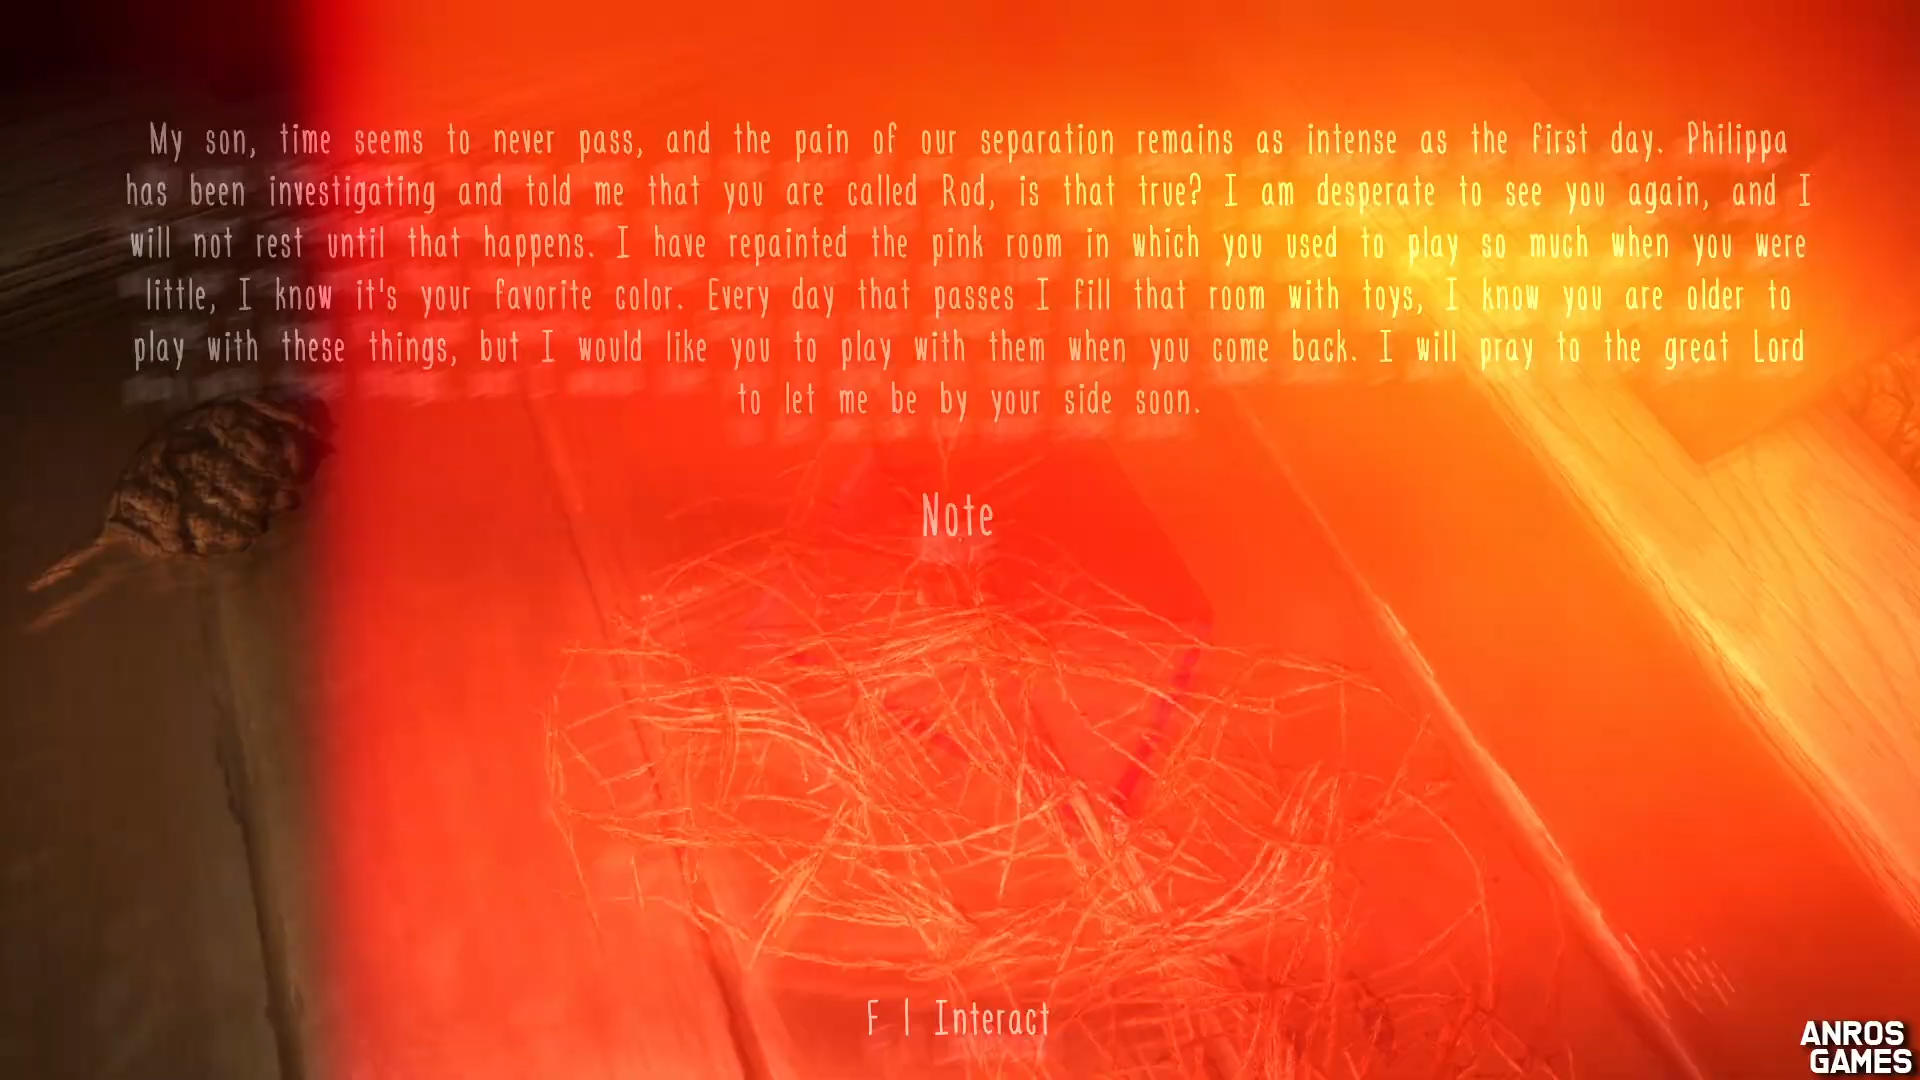 My son, time seems to never pass, and the pain of our separation remains as intense as the first day. Philippa
has been investigating and told me that you are called Rod, is that true? I am desperate to see you again, and I
will not rest until that happens. I have repainted the pink room in which you used to play so much when you were
little, I know it's your favorite color. Every day that passes I fill that room with toys, I know you are older to
play with these things, but I would like you to play with them when you come back. I will pray to the great Lord
to let me be by your side soon.
Note
F | Interact
ANROS
GAMES